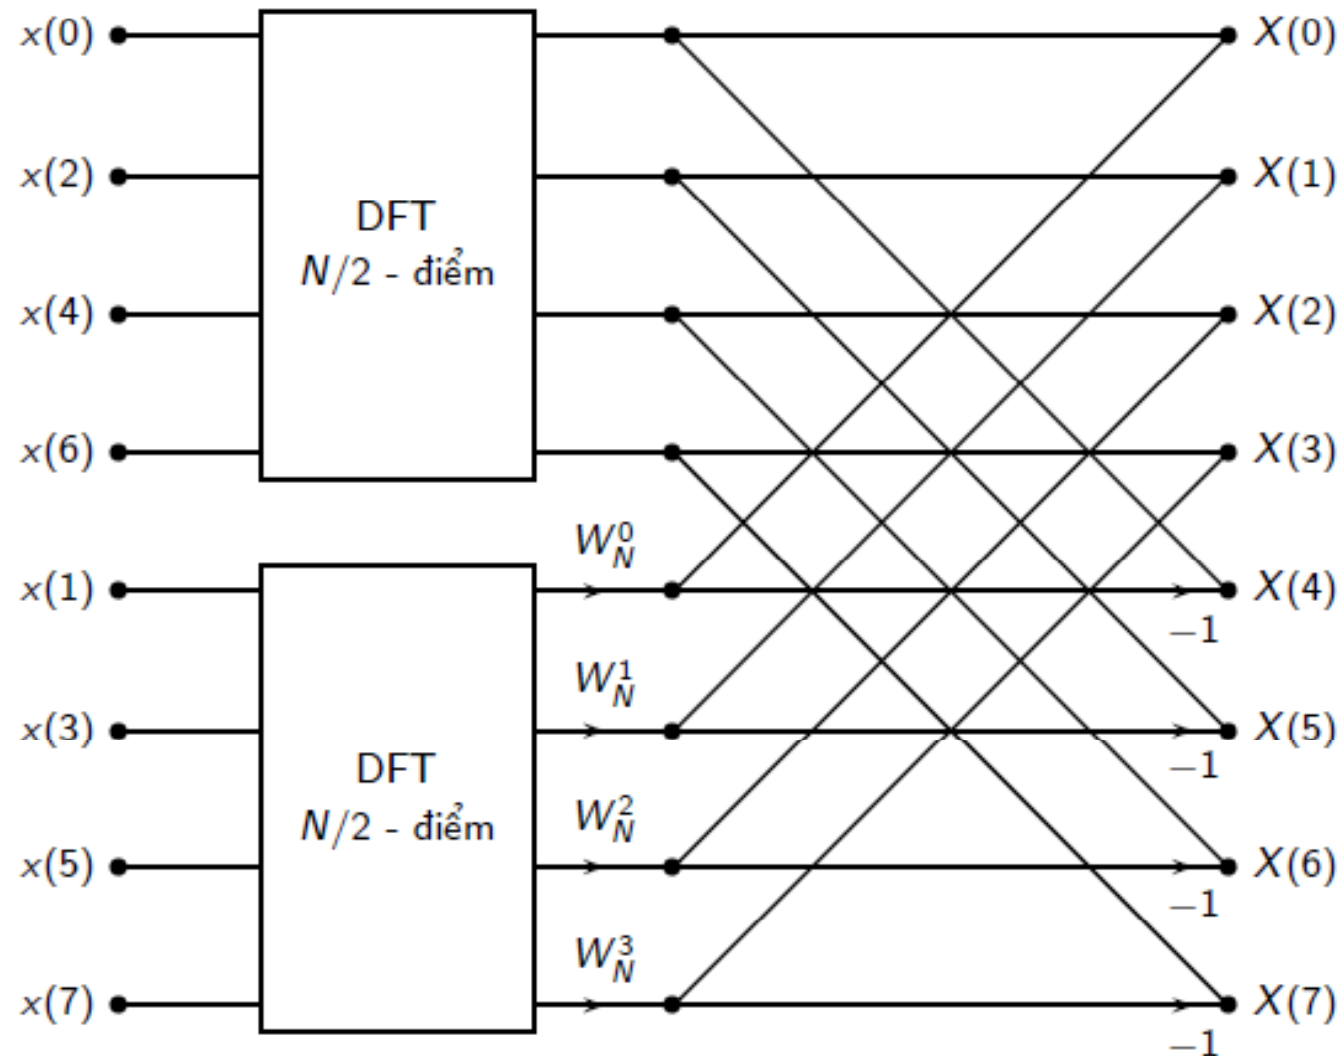 x(0)
X(0)
x(2)
X(1)
DFT
N/2 - điểm
x(4)
X(2)
x(6)
X(3)
W_N^0
x(1)
X(4)
−1
W_N^1
x(3)
X(5)
−1
DFT
N/2 - điểm
W_N^2
x(5)
X(6)
−1
W_N^3
x(7)
X(7)
−1